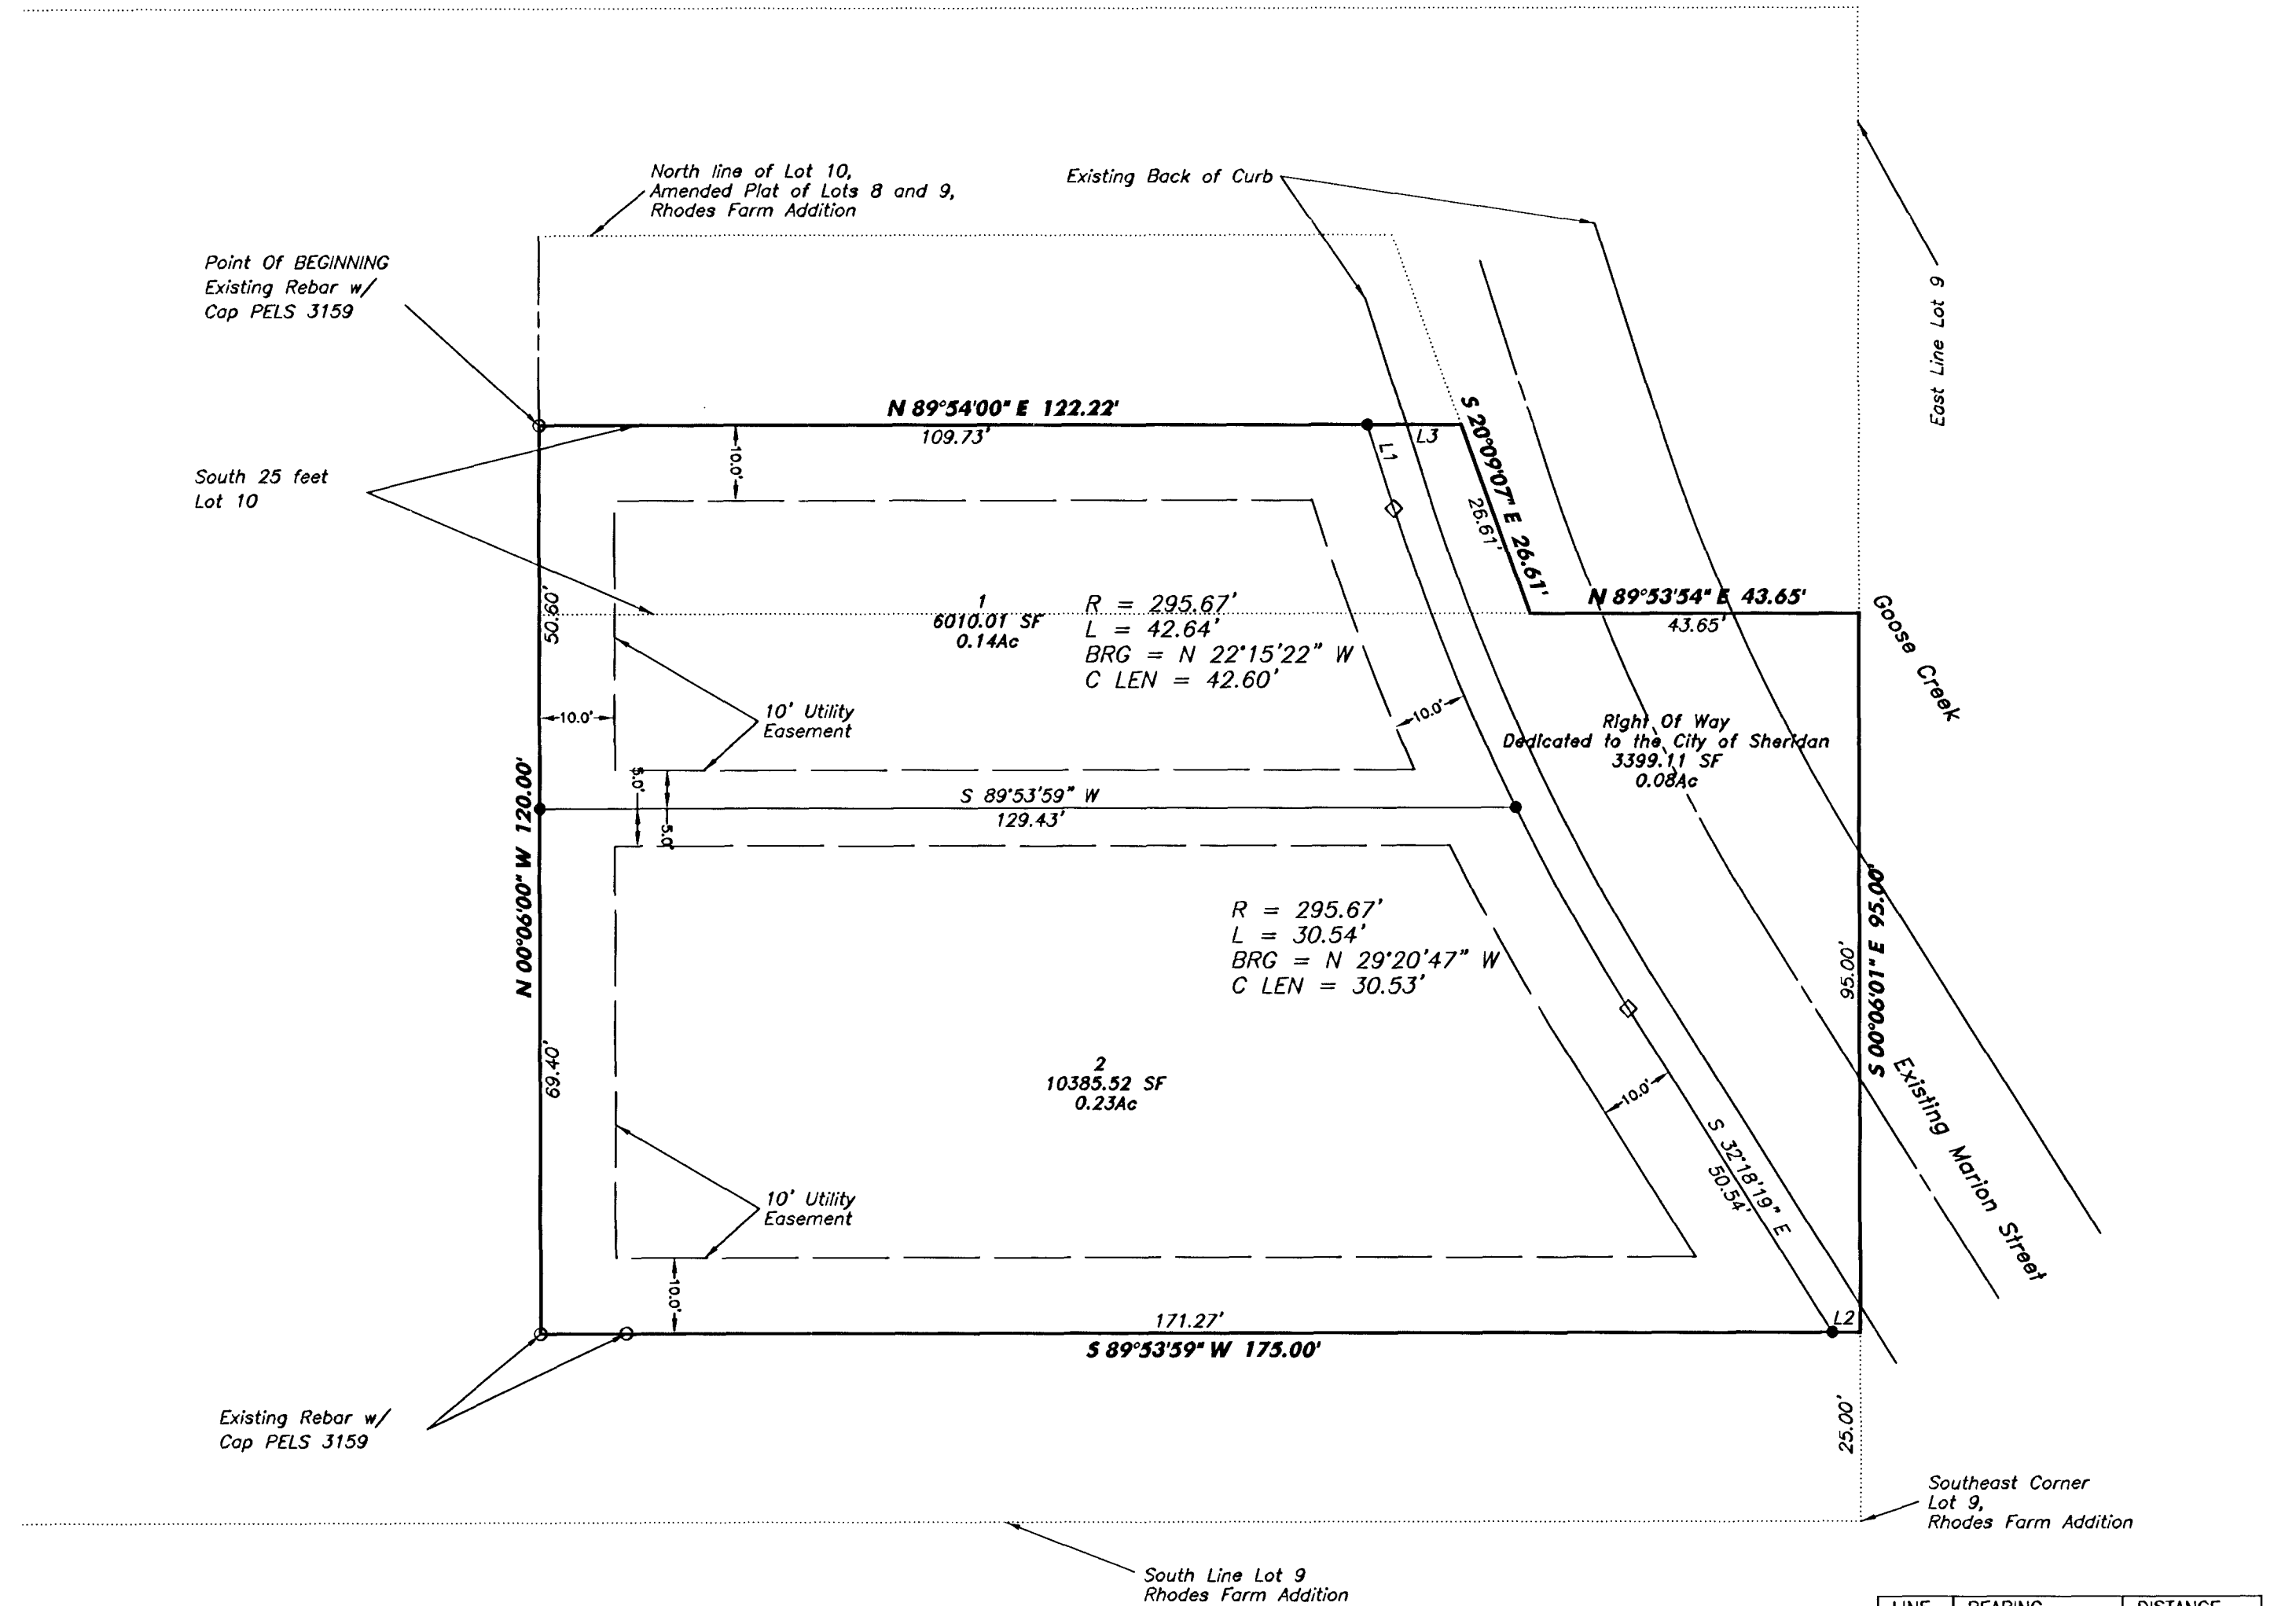 North line of Lot 10,
Amended Plat of Lots 8 and 9,
Rhodes Farm Addition
Existing Back of Curb
East Line Lot 9
Point Of BEGINNING
Existing Rebar w/
Cap PELS 3159
N 89°54'00" E 122.22'
109.73'
L3
L1
10.0'
S 20°09'07" E 26.61'
26.61'
South 25 feet
Lot 10
N 89°53'54" E 43.65'
43.65'
Goose Creek
50.60'
1
6010.01 SF
0.14Ac
R = 295.67'
L = 42.64'
BRG = N 22°15'22" W
C LEN = 42.60'
10' Utility
Easement
10.0'
10.0'
Right Of Way
Dedicated to the City of Sheridan
3399.11 SF
0.08Ac
5.0'
5.0'
S 89°53'59" W
129.43'
N 00°06'00" W 120.00'
R = 295.67'
L = 30.54'
BRG = N 29°20'47" W
C LEN = 30.53'
95.00'
S 00°06'01" E 95.00'
69.40'
2
10385.52 SF
0.23Ac
10.0'
S 32°18'19" E
50.54'
Existing Marion Street
10' Utility
Easement
10.0'
171.27'
S 89°53'59" W 175.00'
L2
Existing Rebar w/
Cap PELS 3159
25.00'
Southeast Corner
Lot 9,
Rhodes Farm Addition
South Line Lot 9
Rhodes Farm Addition
LINE BEARING DISTANCE